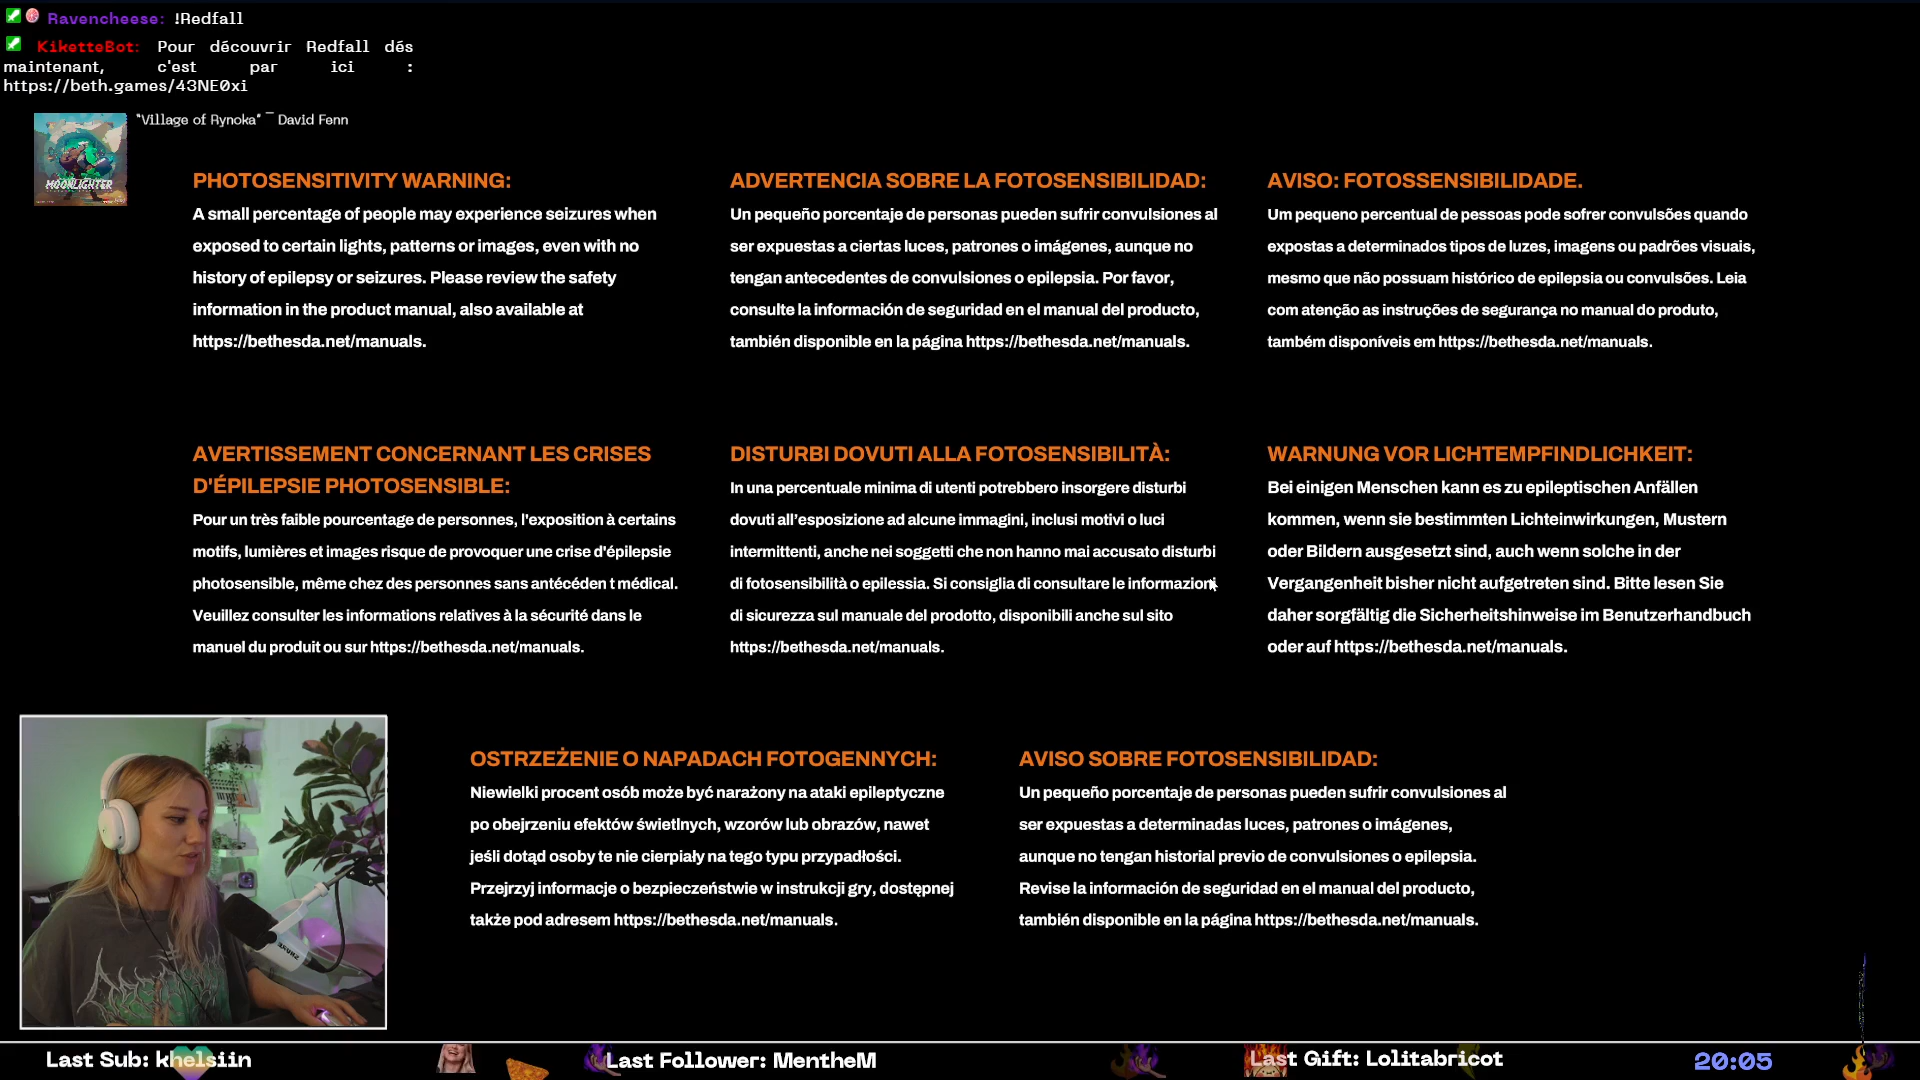 Ravencheese: !Redfall
KiketteBot: Pour découvrir Redfall dés
maintenant, c'est par ici :
https://beth.games/43NE0xi
"Village of Rynoka" ~ David Fenn
MOONLIGHTER
PHOTOSENSITIVITY WARNING:
A small percentage of people may experience seizures when
exposed to certain lights, patterns or images, even with no
history of epilepsy or seizures. Please review the safety
information in the product manual, also available at
https://bethesda.net/manuals.
ADVERTENCIA SOBRE LA FOTOSENSIBILIDAD:
Un pequeño porcentaje de personas pueden sufrir convulsiones al
ser expuestas a ciertas luces, patrones o imágenes, aunque no
tengan antecedentes de convulsiones o epilepsia. Por favor,
consulte la información de seguridad en el manual del producto,
también disponible en la página https://bethesda.net/manuals.
AVISO: FOTOSSENSIBILIDADE.
Um pequeno percentual de pessoas pode sofrer convulsões quando
expostas a determinados tipos de luzes, imagens ou padrões visuais,
mesmo que não possuam histórico de epilepsia ou convulsões. Leia
com atenção as instruções de segurança no manual do produto,
também disponíveis em https://bethesda.net/manuals.
AVERTISSEMENT CONCERNANT LES CRISES
D'ÉPILEPSIE PHOTOSENSIBLE:
Pour un très faible pourcentage de personnes, l'exposition à certains
motifs, lumières et images risque de provoquer une crise d'épilepsie
photosensible, même chez des personnes sans antécéden t médical.
Veuillez consulter les informations relatives à la sécurité dans le
manuel du produit ou sur https://bethesda.net/manuals.
DISTURBI DOVUTI ALLA FOTOSENSIBILITÀ:
In una percentuale minima di utenti potrebbero insorgere disturbi
dovuti all'esposizione ad alcune immagini, inclusi motivi o luci
intermittenti, anche nei soggetti che non hanno mai accusato disturbi
di fotosensibilità o epilessia. Si consiglia di consultare le informazioni
di sicurezza sul manuale del prodotto, disponibili anche sul sito
https://bethesda.net/manuals.
WARNUNG VOR LICHTEMPFINDLICHKEIT:
Bei einigen Menschen kann es zu epileptischen Anfällen
kommen, wenn sie bestimmten Lichteinwirkungen, Mustern
oder Bildern ausgesetzt sind, auch wenn solche in der
Vergangenheit bisher nicht aufgetreten sind. Bitte lesen Sie
daher sorgfältig die Sicherheitshinweise im Benutzerhandbuch
oder auf https://bethesda.net/manuals.
OSTRZEŻENIE O NAPADACH FOTOGENNYCH:
Niewielki procent osób może być narażony na ataki epileptyczne
po obejrzeniu efektów świetlnych, wzorów lub obrazów, nawet
jeśli dotąd osoby te nie cierpiały na tego typu przypadłości.
Przejrzyj informacje o bezpieczeństwie w instrukcji gry, dostępnej
także pod adresem https://bethesda.net/manuals.
AVISO SOBRE FOTOSENSIBILIDAD:
Un pequeño porcentaje de personas pueden sufrir convulsiones al
ser expuestas a determinadas luces, patrones o imágenes,
aunque no tengan historial previo de convulsiones o epilepsia.
Revise la información de seguridad en el manual del producto,
también disponible en la página https://bethesda.net/manuals.
Last Sub: khelsiin
Last Follower: MentheM
Last Gift: Lolitabricot
20:05